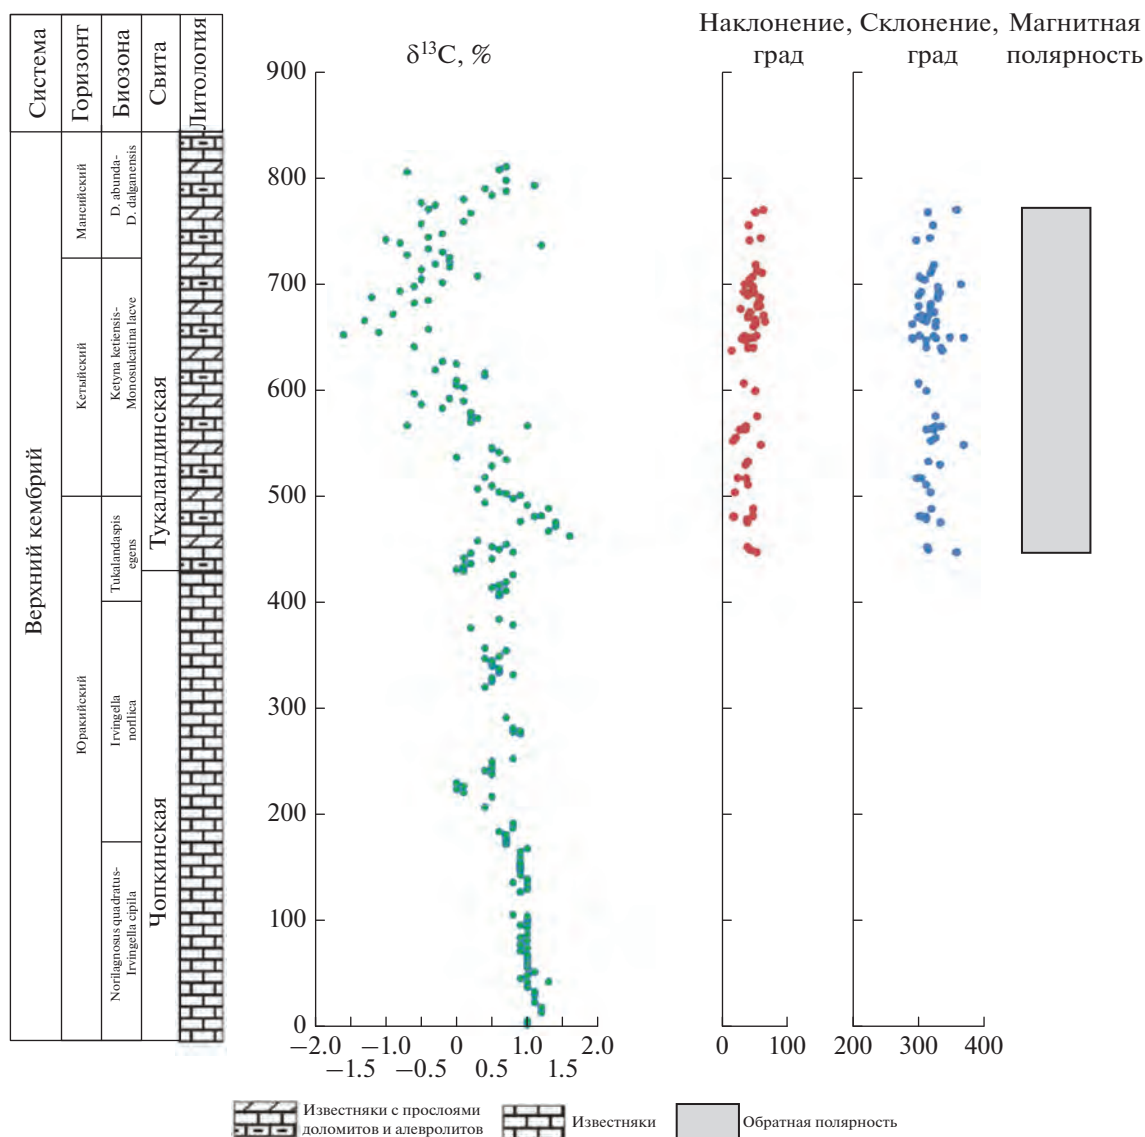 Система
Горизонт
Биозона
Свита
Литология
δ¹³C, %
Наклонение,
град
Склонение,
град
Магнитная
полярность
Верхний кембрий
Мансийский
Кетыйский
Юракийский
D. abunda-
D. dalganensis
Ketyna ketiensis-
Monosulcatina laeve
Tukalandaspis
egens
Irvingella
norilica
Norilagnosus quadratus-
Irvingella cipila
Тукаландинская
Чопкинская
900
800
700
600
500
400
300
200
100
0
−2.0 −1.0 0 1.0 2.0
−1.5 −0.5 0.5 1.5
0 100
200 300 400
Известняки с прослоями
доломитов и алевролитов
Известняки
Обратная полярность